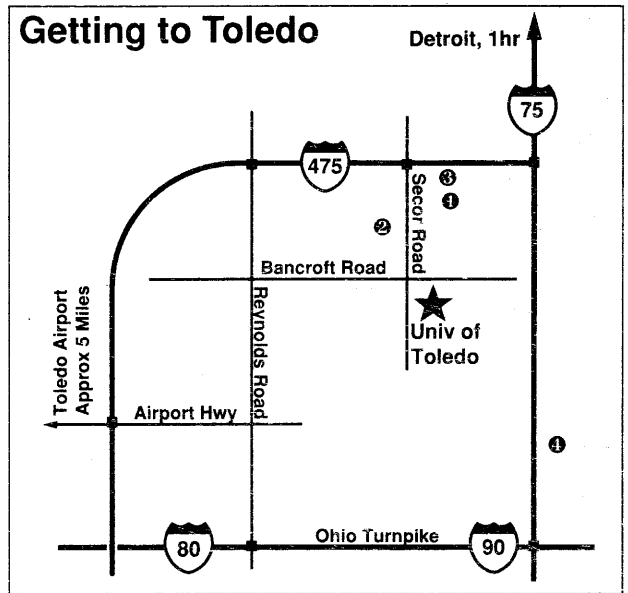 Getting to Toledo
Detroit, 1hr
75
475
3
1
Secor Road
2
Bancroft Road
Reynolds Road
Univ of
Toledo
Toledo Airport
Approx 5 Miles
Airport Hwy
4
Ohio Turnpike
80
90